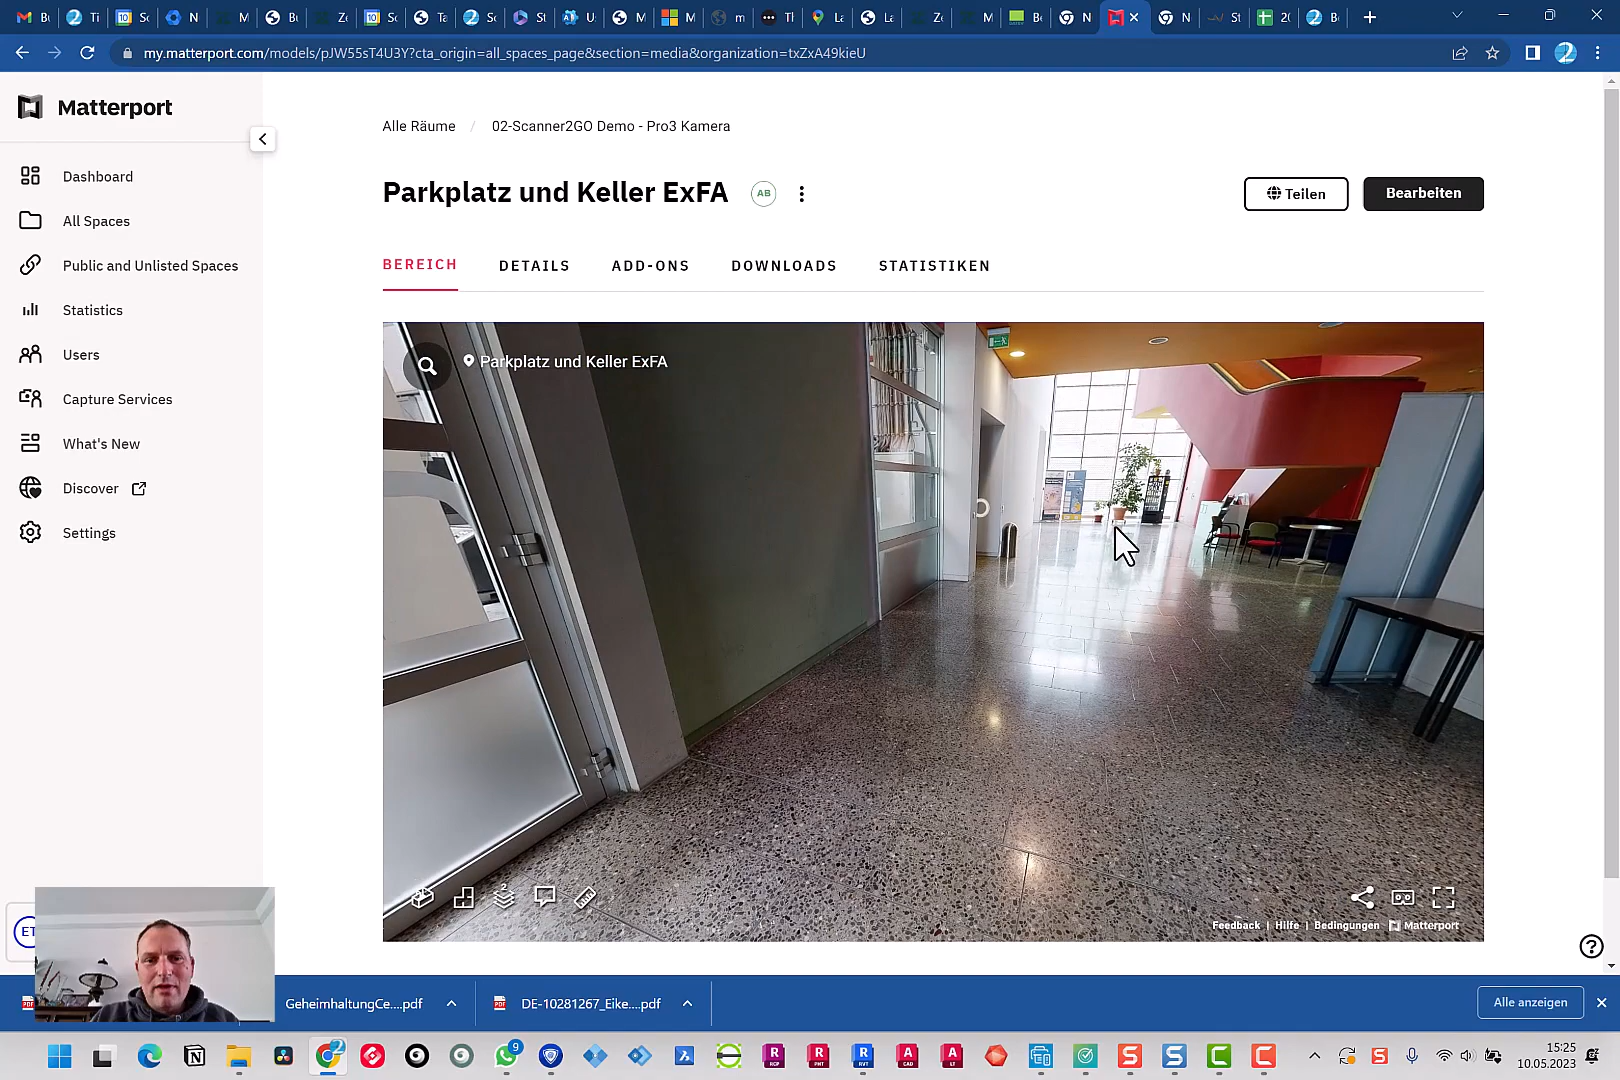 my.matterport.com/models/pJW55sT4U3Y?cta_origin=all_spaces_page&section=media&organization=txZxA49kieU
Matterport
Alle Räume / 02-Scanner2GO Demo - Pro3 Kamera
Parkplatz und Keller ExFA
AB
Teilen
Bearbeiten
BEREICH
DETAILS
ADD-ONS
DOWNLOADS
STATISTIKEN
Dashboard
All Spaces
Public and Unlisted Spaces
Statistics
Users
Capture Services
What's New
Discover
Settings
Parkplatz und Keller ExFA
2
Feedback | Hilfe | Bedingungen Matterport
ET
GeheimhaltungCe....pdf
DE-10281267_Eike....pdf
Alle anzeigen
9
15:25
10.05.2023